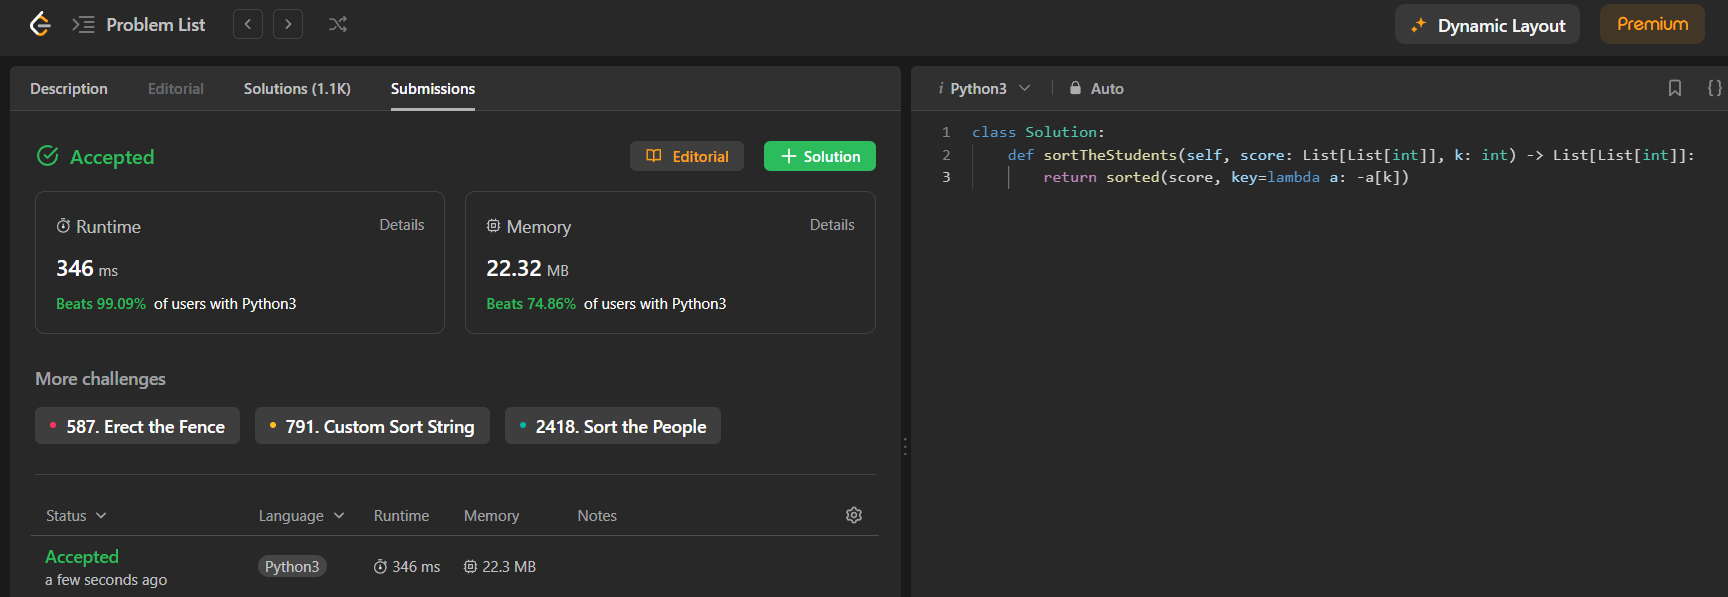 Problem List
Dynamic Layout
Premium
Description Editorial Solutions (1.1K) Submissions
Accepted
Editorial
Solution
Runtime Details
346 ms
Beats 99.09% of users with Python3
Memory Details
22.32 MB
Beats 74.86% of users with Python3
More challenges
587. Erect the Fence
791. Custom Sort String
2418. Sort the People
Status Language Runtime Memory Notes
Accepted Python3 346 ms 22.3 MB
a few seconds ago
i Python3 Auto {}
1 class Solution:
2 def sortTheStudents(self, score: List[List[int]], k: int) -> List[List[int]]:
3 return sorted(score, key=lambda a: -a[k])